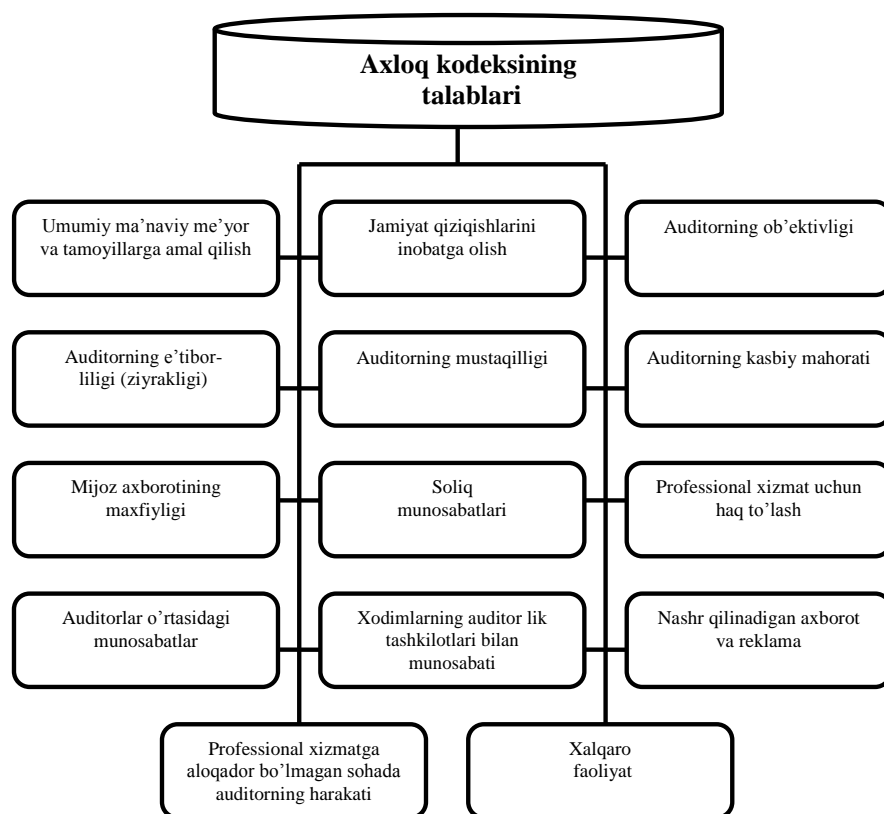 Axloq kodeksining
talablari
Umumiy ma’naviy me’yor
va tamoyillarga amal qilish
Jamiyat qiziqishlarini
inobatga olish
Auditorning ob’ektivligi
Auditorning e’tibor-
liligi (ziyrakligi)
Auditorning mustaqilligi
Auditorning kasbiy mahorati
Mijoz axborotining
maxfiyligi
Soliq
munosabatlari
Professional xizmat uchun
haq to’lash
Auditorlar o’rtasidagi
munosabatlar
Xodimlarning auditor lik
tashkilotlari bilan
munosabati
Nashr qilinadigan axborot
va reklama
Professional xizmatga
aloqador bo’lmagan sohada
auditorning harakati
Xalqaro
faoliyat